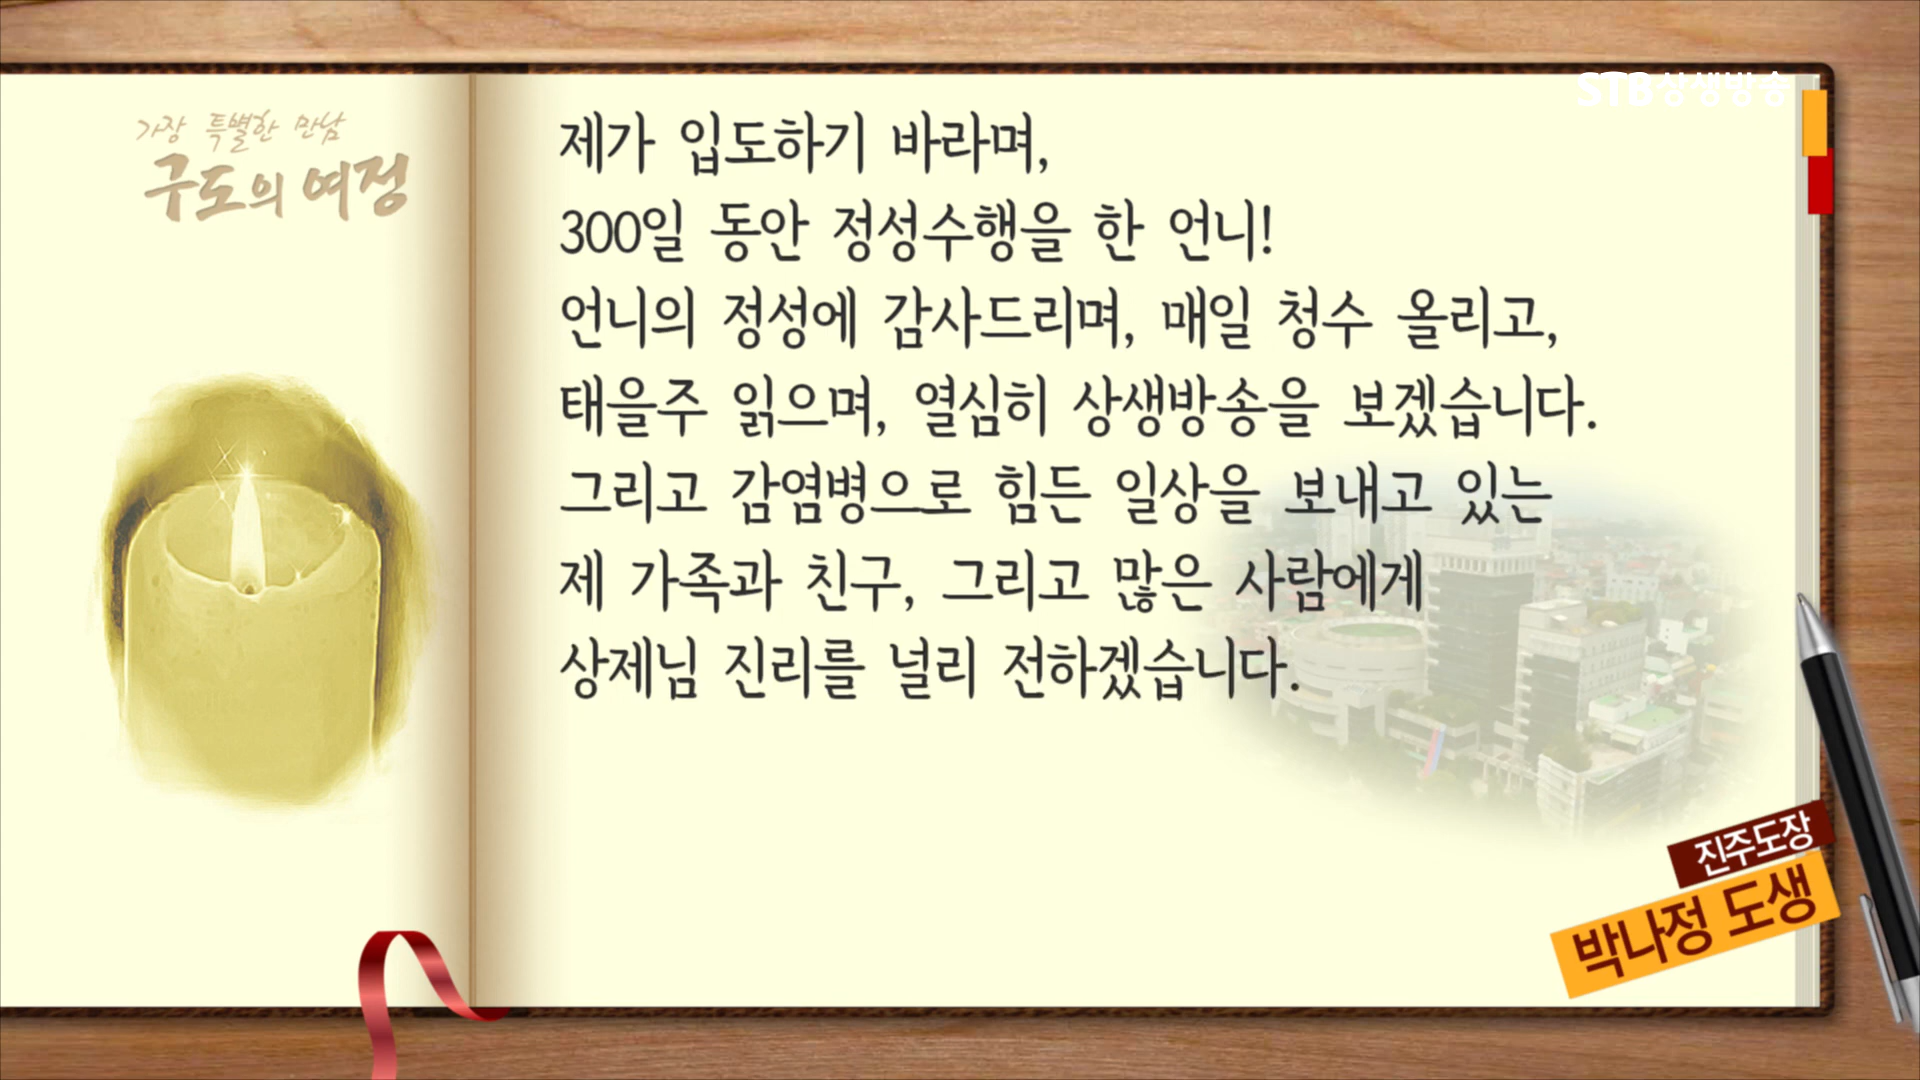 STB상생방송
가장 특별한 만남
구도의 여정
제가 입도하기 바라며,
300일 동안 정성수행을 한 언니!
언니의 정성에 감사드리며, 매일 청수 올리고,
태을주 읽으며, 열심히 상생방송을 보겠습니다.
그리고 감염병으로 힘든 일상을 보내고 있는
제 가족과 친구, 그리고 많은 사람에게
상제님 진리를 널리 전하겠습니다.
진주도장
박나정 도생